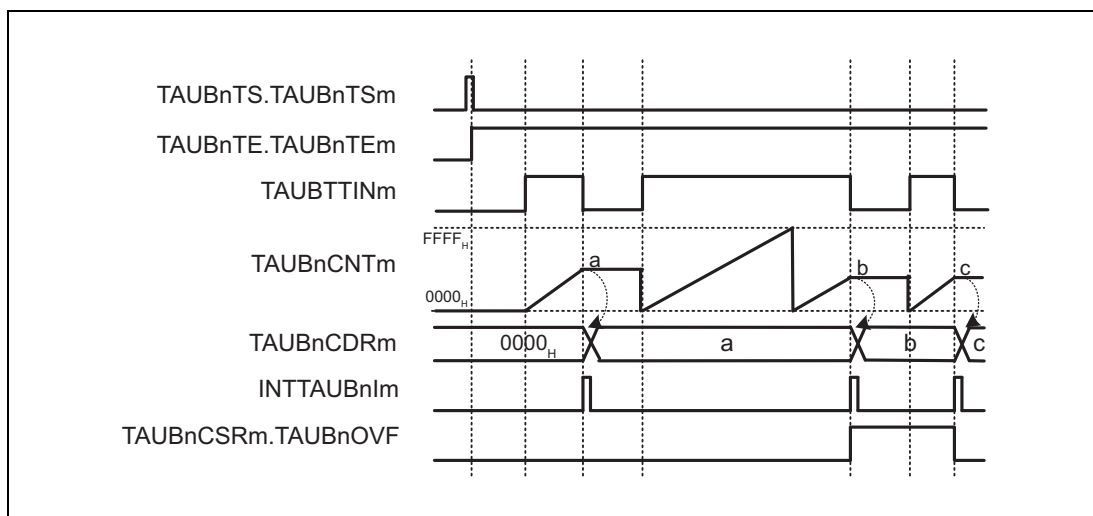 TAUBnTS.TAUBnTSm
TAUBnTE.TAUBnTEm
TAUBTTINm
FFFFH
TAUBnCNTm
a
b
c
0000H
TAUBnCDRm
0000H
a
b
c
INTTAUBnIm
TAUBnCSRm.TAUBnOVF